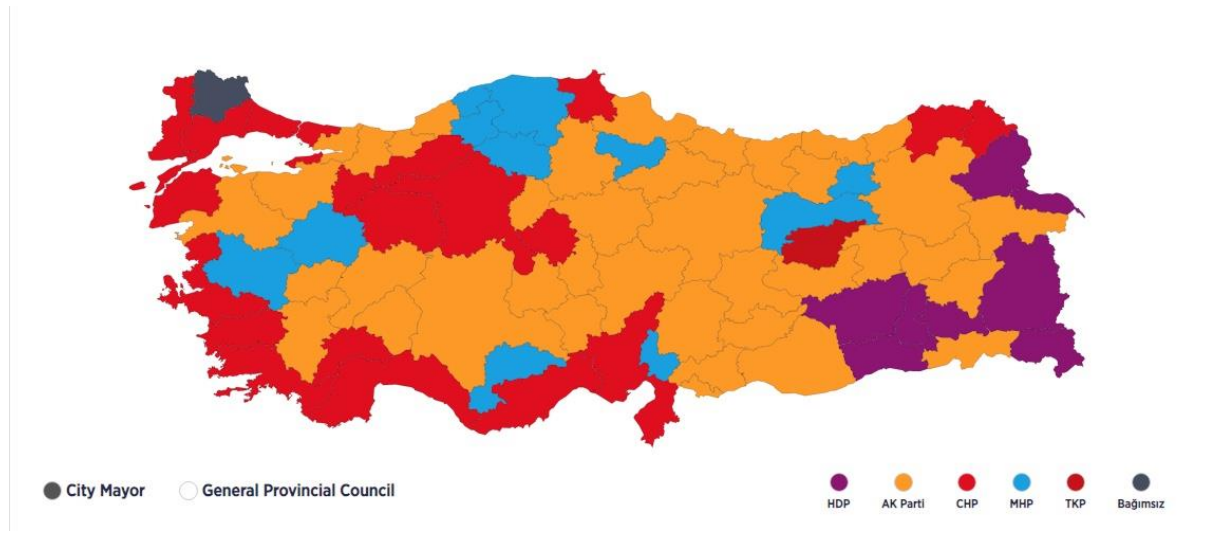 City Mayor
General Provincial Council
HDP
AK Parti
CHP
MHP
TKP
Bağımsız